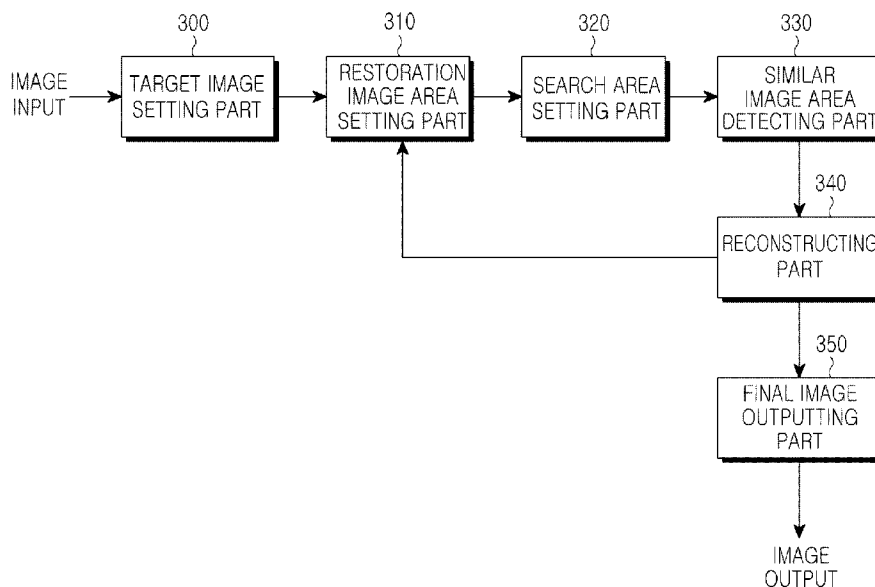 300
310
320
330
IMAGE
INPUT
TARGET IMAGE
SETTING PART
RESTORATION
IMAGE AREA
SETTING PART
SEARCH AREA
SETTING PART
SIMILAR
IMAGE AREA
DETECTING PART
340
RECONSTRUCTING
PART
350
FINAL IMAGE
OUTPUTTING
PART
IMAGE
OUTPUT